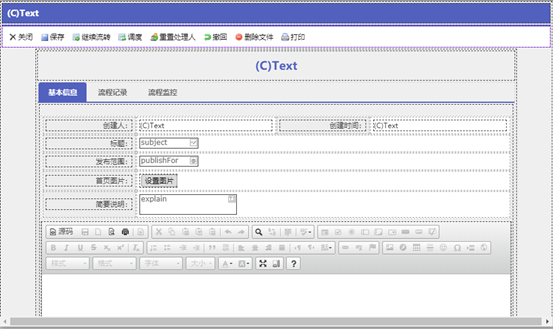 (C)Text
关闭 保存 继续流转 调度 重置处理人 撤回 删除文件 打印
(C)Text
基本信息 流程记录 流程监控
创建人： (C)Text 创建时间： (C)Text
标题： subject
发布范围： publishFor
首页图片： 设置图片
简要说明： explain
源码
B I U S x₂ x² Iₓ
样式 格式 字体 大小 A A ?